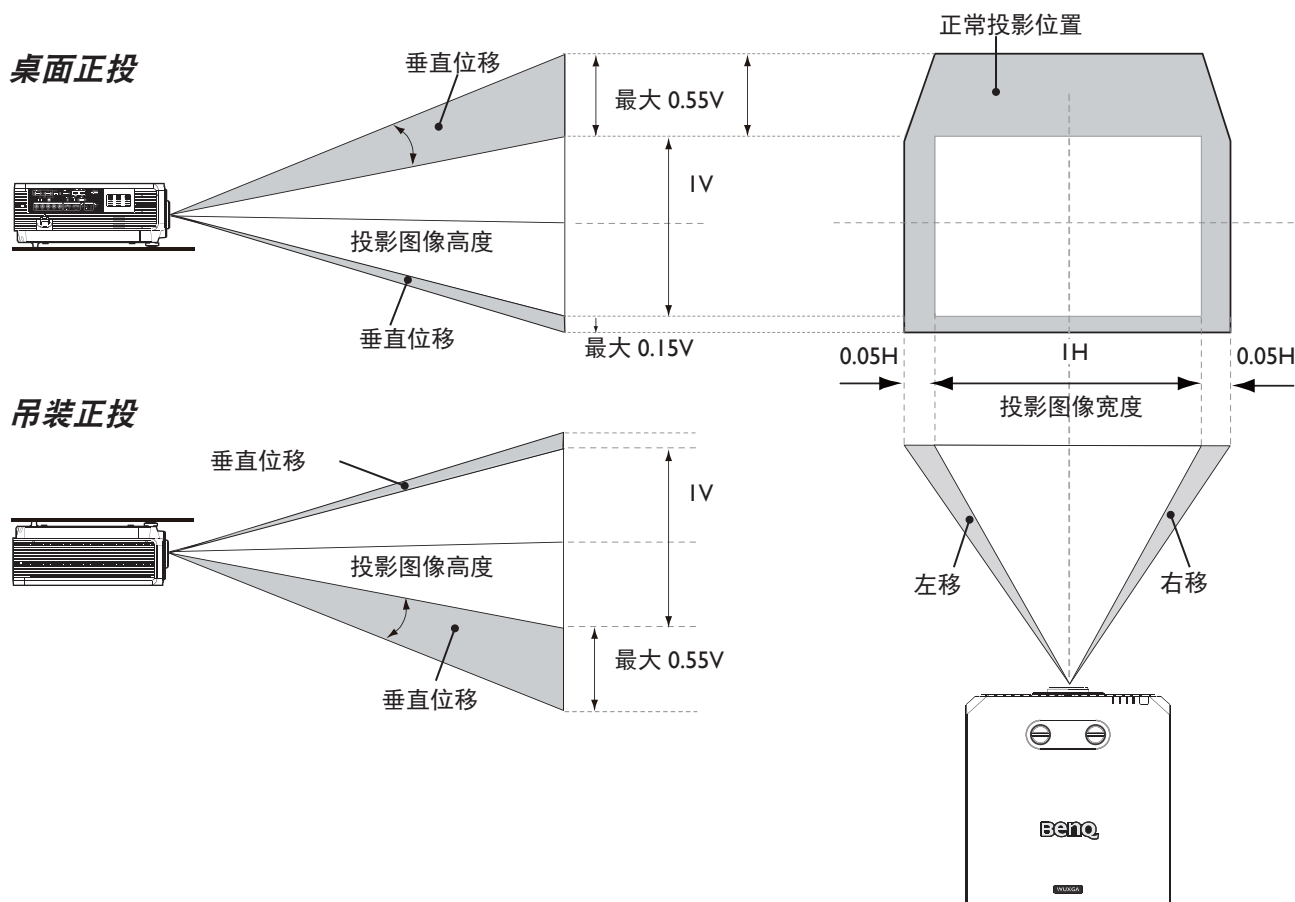 桌面正投
垂直位移
最大 0.55V
1V
投影图像高度
垂直位移
最大 0.15V
正常投影位置
0.05H
1H
0.05H
投影图像宽度
吊装正投
垂直位移
1V
投影图像高度
垂直位移
最大 0.55V
左移
右移
BenQ
WUXGA